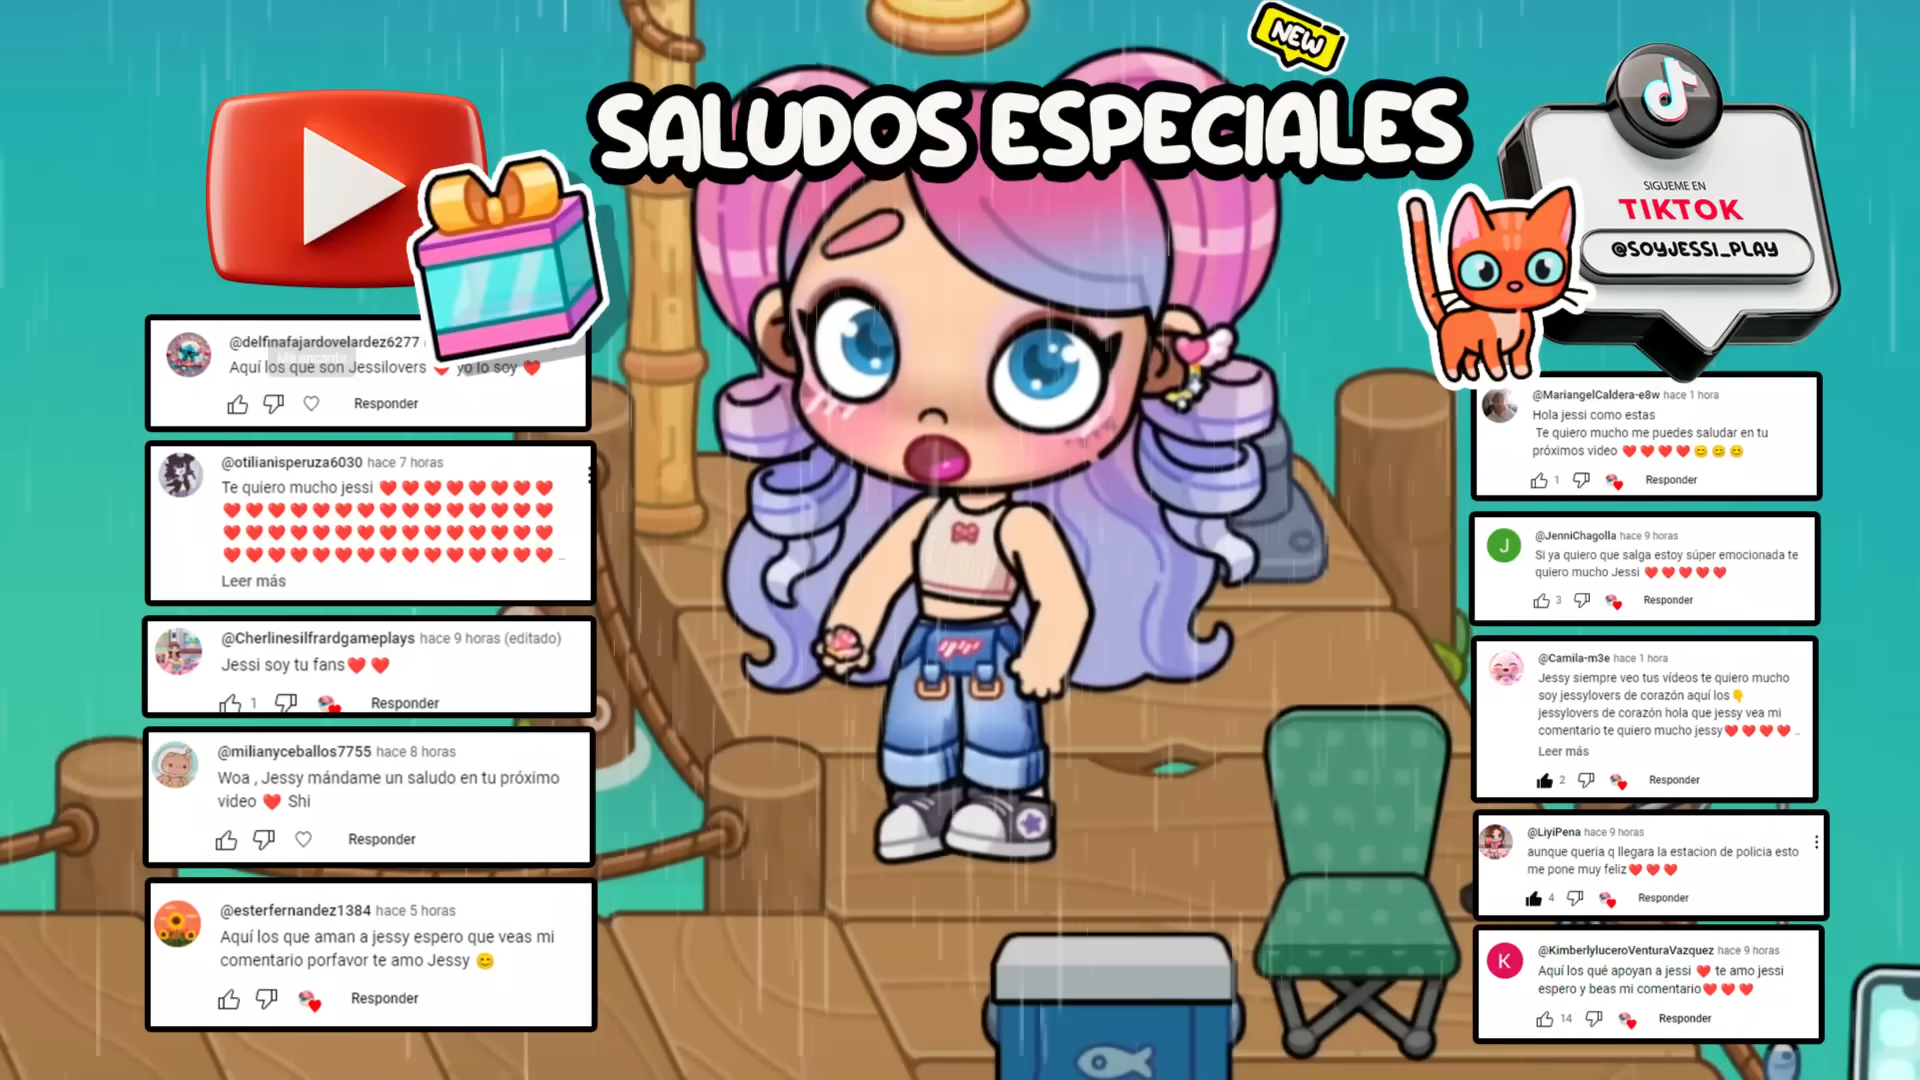 NEW
SALUDOS ESPECIALES
SIGUEME EN
TIKTOK
@SOYJESSI_PLAY
@delfinafajardovelardez6277
Me encanta
Aquí los que son Jessilovers ❤️ yo lo soy ❤️
Responder
@otilianisperuza6030 hace 7 horas
Te quiero mucho jessi ❤️❤️❤️❤️❤️❤️❤️❤️
❤️❤️❤️❤️❤️❤️❤️❤️❤️❤️❤️❤️❤️❤️❤️
❤️❤️❤️❤️❤️❤️❤️❤️❤️❤️❤️❤️❤️❤️❤️
❤️❤️❤️❤️❤️❤️❤️❤️❤️❤️❤️❤️❤️❤️❤️ ...
Leer más
@Cherlinesilfrardgameplays hace 9 horas (editado)
Jessi soy tu fans❤️❤️
1 Responder
@milianyceballos7755 hace 8 horas
Woa , Jessy mándame un saludo en tu próximo
video ❤️ Shi
Responder
@esterfernandez1384 hace 5 horas
Aquí los que aman a jessy espero que veas mi
comentario porfavor te amo Jessy 😊
Responder
@MariangelCaldera-e8w hace 1 hora
Hola jessi como estas
Te quiero mucho me puedes saludar en tu
próximos video ❤️❤️❤️❤️😊😊😊
1 Responder
J
@JenniChagolla hace 9 horas
Si ya quiero que salga estoy súper emocionada te
quiero mucho Jessi ❤️❤️❤️❤️❤️
3 Responder
@Camila-m3e hace 1 hora
Jessy siempre veo tus vídeos te quiero mucho
soy jessylovers de corazón aquí los👇
jessylovers de corazón hola que jessy vea mi
comentario te quiero mucho jessy❤️❤️❤️❤️ ...
Leer más
2 Responder
@LiyiPena hace 9 horas
aunque queria q llegara la estacion de policia esto
me pone muy feliz❤️❤️❤️
4 Responder
K
@KimberlyluceroVenturaVazquez hace 9 horas
Aquí los qué apoyan a jessi ❤️ te amo jessi
espero y beas mi comentario❤️❤️❤️
14 Responder